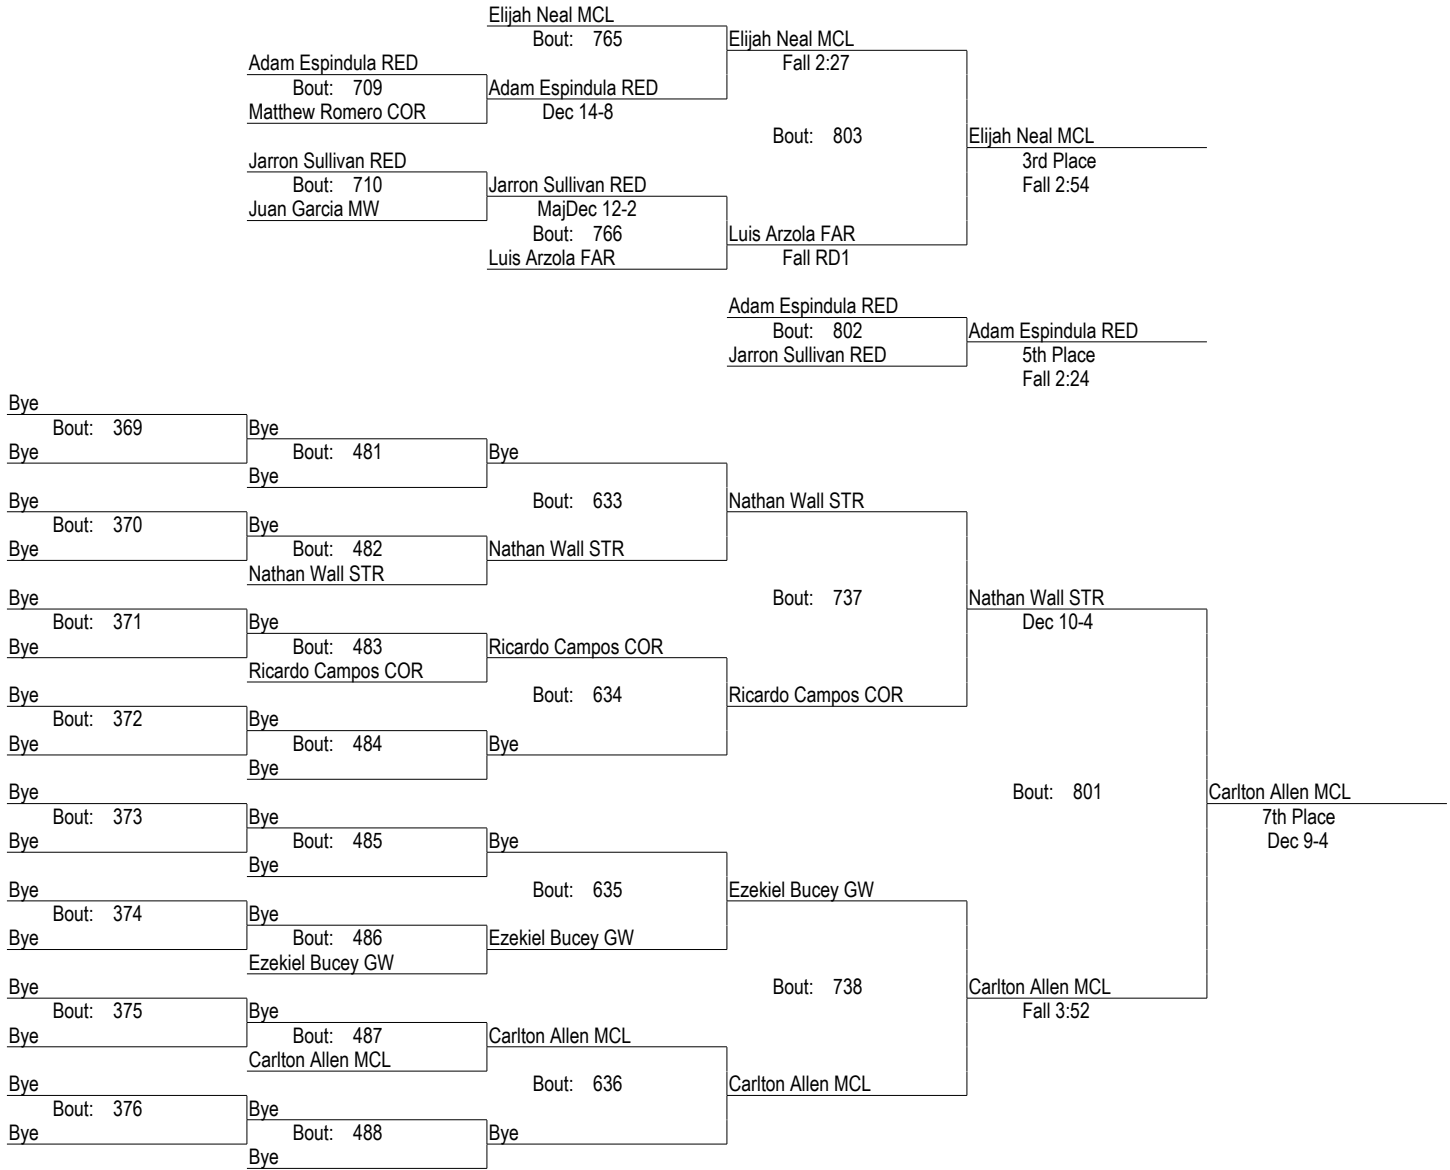 Elijah Neal MCL
Bout: 765 Elijah Neal MCL
Adam Espindula RED Fall 2:27
Bout: 709 Adam Espindula RED
Matthew Romero COR Dec 14-8
Bout: 803 Elijah Neal MCL
Jarron Sullivan RED 3rd Place
Bout: 710 Jarron Sullivan RED Fall 2:54
Juan Garcia MW MajDec 12-2
Bout: 766 Luis Arzola FAR
Luis Arzola FAR Fall RD1
Adam Espindula RED
Bout: 802 Adam Espindula RED
Jarron Sullivan RED 5th Place
Fall 2:24
Bye
Bout: 369 Bye
Bye Bout: 481 Bye
Bye
Bye Bout: 633 Nathan Wall STR
Bout: 370 Bye
Bye Bout: 482 Nathan Wall STR
Nathan Wall STR
Bye Bout: 737 Nathan Wall STR
Bout: 371 Bye Dec 10-4
Bye Bout: 483 Ricardo Campos COR
Ricardo Campos COR
Bye Bout: 634 Ricardo Campos COR
Bout: 372 Bye
Bye Bout: 484 Bye
Bye
Bye Bout: 801 Carlton Allen MCL
Bout: 373 Bye 7th Place
Bye Bout: 485 Bye Dec 9-4
Bye
Bye Bout: 635 Ezekiel Bucey GW
Bout: 374 Bye
Bye Bout: 486 Ezekiel Bucey GW
Ezekiel Bucey GW
Bye Bout: 738 Carlton Allen MCL
Bout: 375 Bye Fall 3:52
Bye Bout: 487 Carlton Allen MCL
Carlton Allen MCL
Bye Bout: 636 Carlton Allen MCL
Bout: 376 Bye
Bye Bout: 488 Bye
Bye